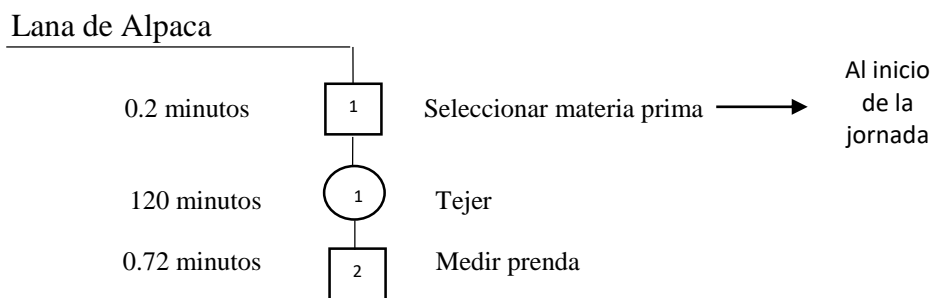 Lana de Alpaca
0.2 minutos 1 Seleccionar materia prima
Al inicio
de la
jornada
120 minutos 1 Tejer
0.72 minutos 2 Medir prenda